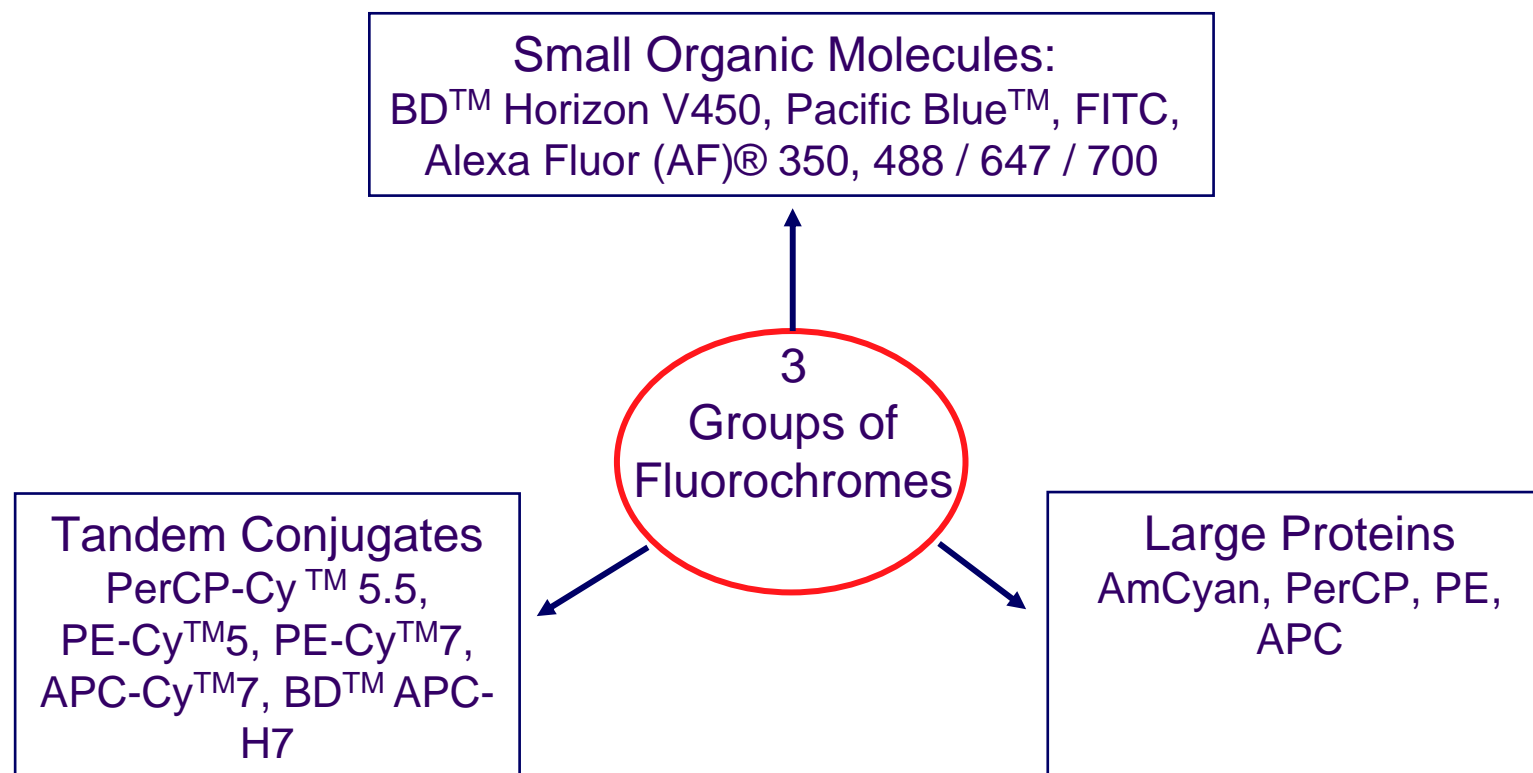 Small Organic Molecules:
BD™ Horizon V450, Pacific Blue™, FITC,
Alexa Fluor (AF)® 350, 488 / 647 / 700
3
Groups of
Fluorochromes
Tandem Conjugates
PerCP-Cy ™ 5.5,
PE-Cy™5, PE-Cy™7,
APC-Cy™7, BD™ APC-
H7
Large Proteins
AmCyan, PerCP, PE,
APC